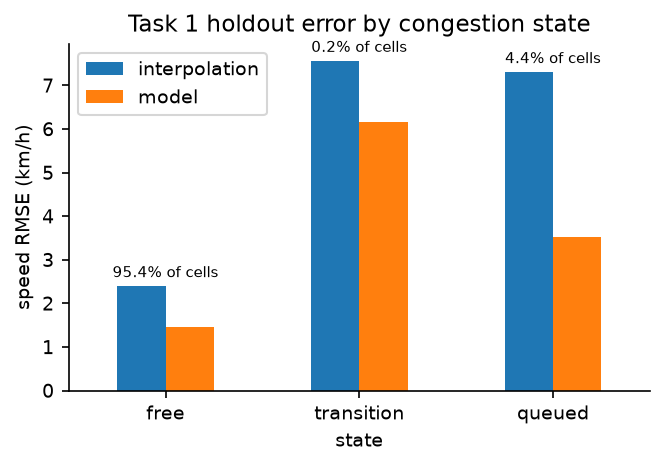 Task 1 holdout error by congestion state
interpolation
model
0.2% of cells
4.4% of cells
95.4% of cells
speed RMSE (km/h)
7
6
5
4
3
2
1
0
free
transition
queued
state